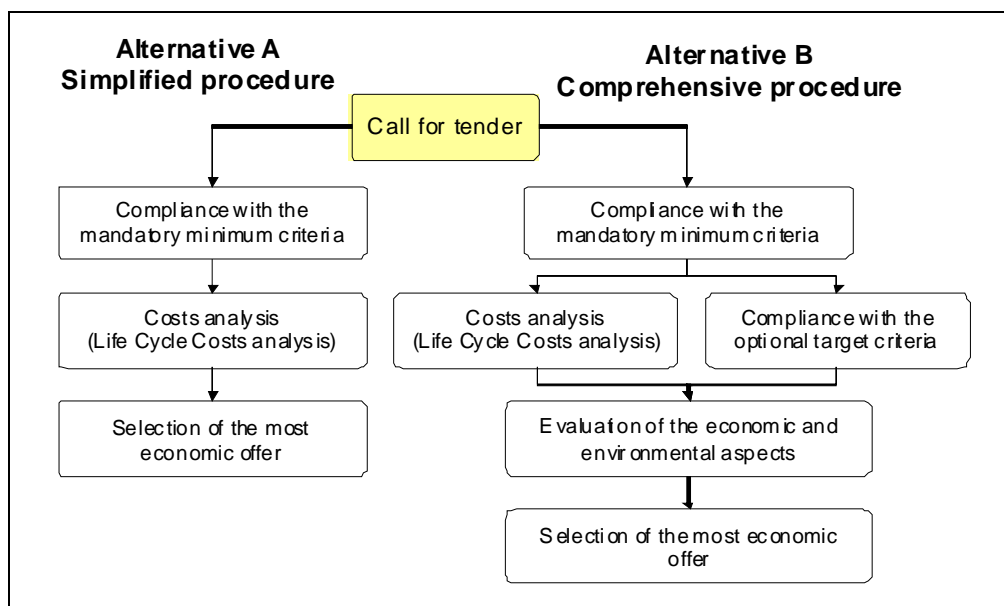 Alternative A
Simplified procedure
Alternative B
Comprehensive procedure
Call for tender
Compliance with the
mandatory minimum criteria
Costs analysis
(Life Cycle Costs analysis)
Selection of the most
economic offer
Compliance with the
mandatory minimum criteria
Costs analysis
(Life Cycle Costs analysis)
Compliance with the
optional target criteria
Evaluation of the economic and
environmental aspects
Selection of the most economic
offer